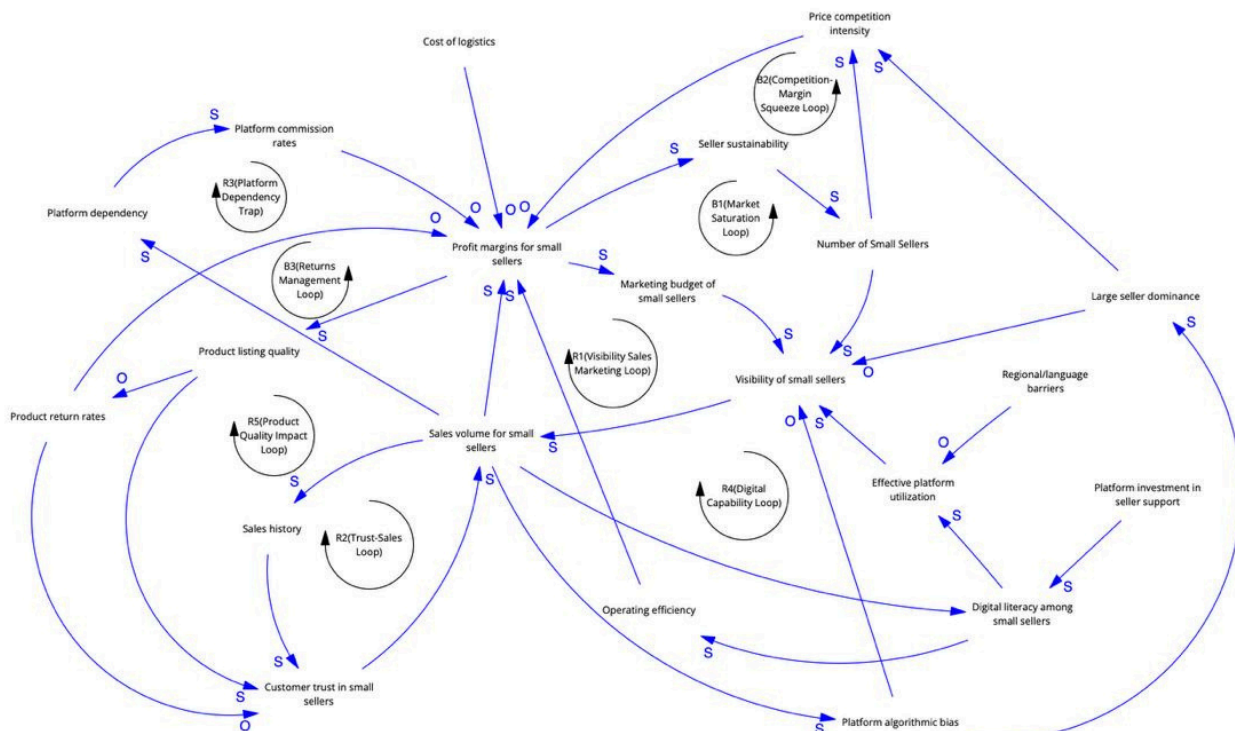 Price competition
intensity
Cost of logistics
S
S
B2(Competition-
Margin
Squeeze Loop)
S
Platform commission
rates
Seller sustainability
S
R3(Platform
Dependency
Trap)
B1(Market
Saturation
Loop)
S
Platform dependency
O
O
O
O
S
Profit margins for small
sellers
Number of Small Sellers
S
B3(Returns
Management
Loop)
Marketing budget of
small sellers
Large seller dominance
S
S
S
S
S
S
S
Product listing quality
R1(Visibility Sales
Marketing Loop)
O
Regional/language
barriers
O
Visibility of small sellers
Product return rates
R5(Product
Quality Impact
Loop)
Sales volume for small
sellers
S
O
S
O
S
S
R4(Digital
Capability Loop)
Effective platform
utilization
Platform investment in
seller support
Sales history
R2(Trust-Sales
Loop)
S
S
Operating efficiency
Digital literacy among
small sellers
S
S
Customer trust in small
sellers
S
O
Platform algorithmic bias
S